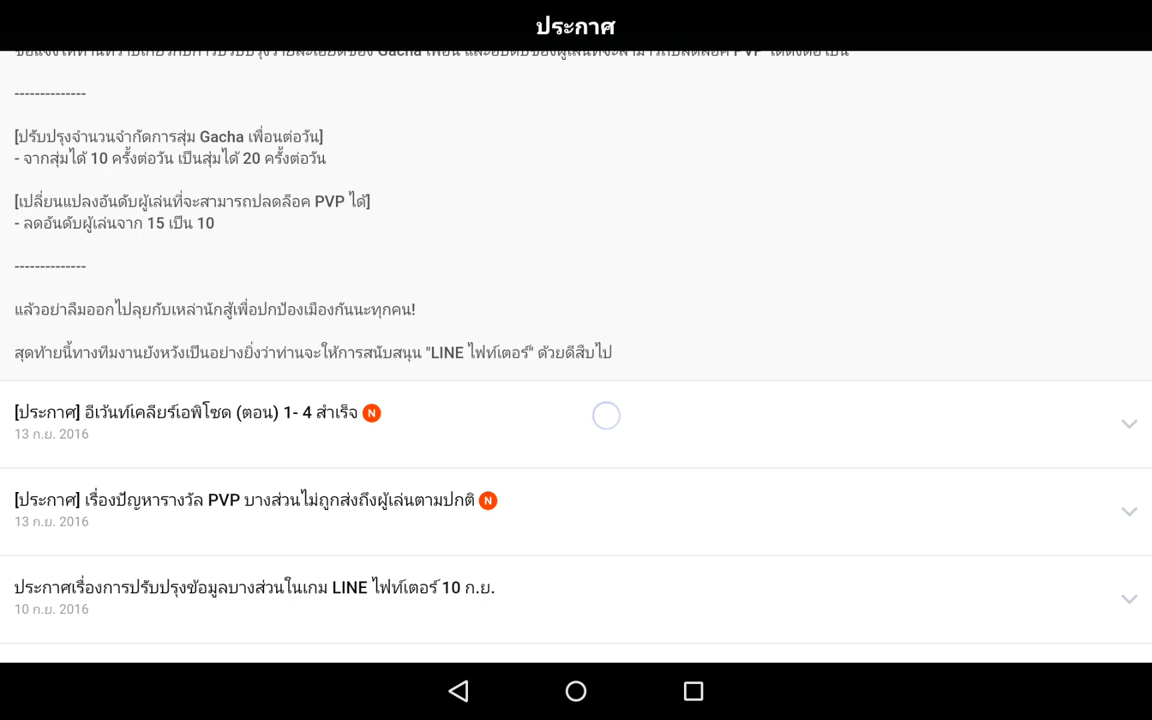 ประกาศ
--------------
[ปรับปรุงจำนวนจำกัดการสุ่ม Gacha เพื่อนต่อวัน]
- จากสุ่มได้ 10 ครั้งต่อวัน เป็นสุ่มได้ 20 ครั้งต่อวัน
[เปลี่ยนแปลงอันดับผู้เล่นที่จะสามารถปลดล็อค PVP ได้]
- ลดอันดับผู้เล่นจาก 15 เป็น 10
--------------
แล้วอย่าลืมออกไปลุยกับเหล่านักสู้เพื่อปกป้องเมืองกันนะทุกคน!
สุดท้ายนี้ทางทีมงานยังหวังเป็นอย่างยิ่งว่าท่านจะให้การสนับสนุน "LINE ไฟท์เตอร์" ด้วยดีสืบไป
[ประกาศ] อีเว้นท์เคลียร์เอพิโซด (ตอน) 1- 4 สำเร็จ N
13 ก.ย. 2016
[ประกาศ] เรื่องปัญหารางวัล PVP บางส่วนไม่ถูกส่งถึงผู้เล่นตามปกติ N
13 ก.ย. 2016
ประกาศเรื่องการปรับปรุงข้อมูลบางส่วนในเกม LINE ไฟท์เตอร์ 10 ก.ย.
10 ก.ย. 2016